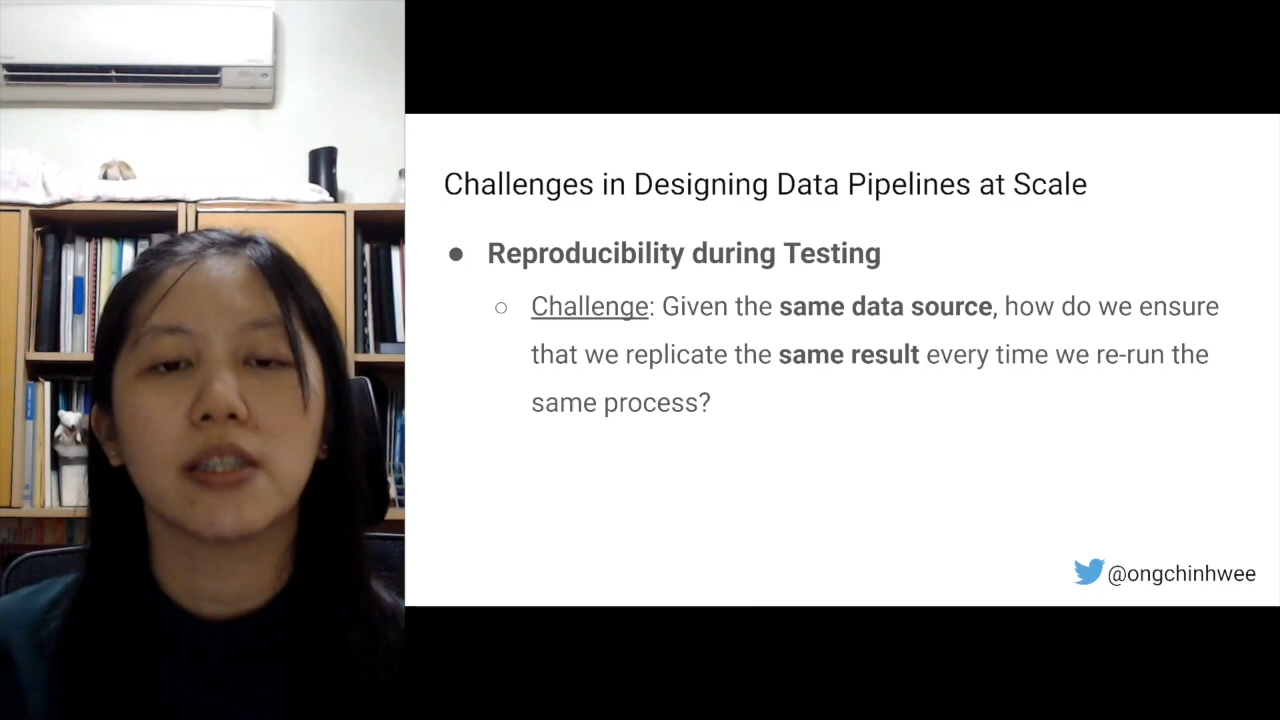 Challenges in Designing Data Pipelines at Scale
● Reproducibility during Testing
○ Challenge: Given the same data source, how do we ensure
that we replicate the same result every time we re-run the
same process?
@ongchinhwee